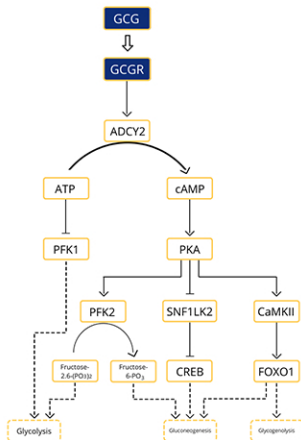 GCG
GCGR
ADCY2
ATP
cAMP
PFK1
PKA
PFK2
SNF1LK2
CaMKII
Fructose-
2.6-(PO₃)₂
Fructose-
6-PO₃
CREB
FOXO1
Glycolysis
Gluconeogenesis
Glycogenolysis